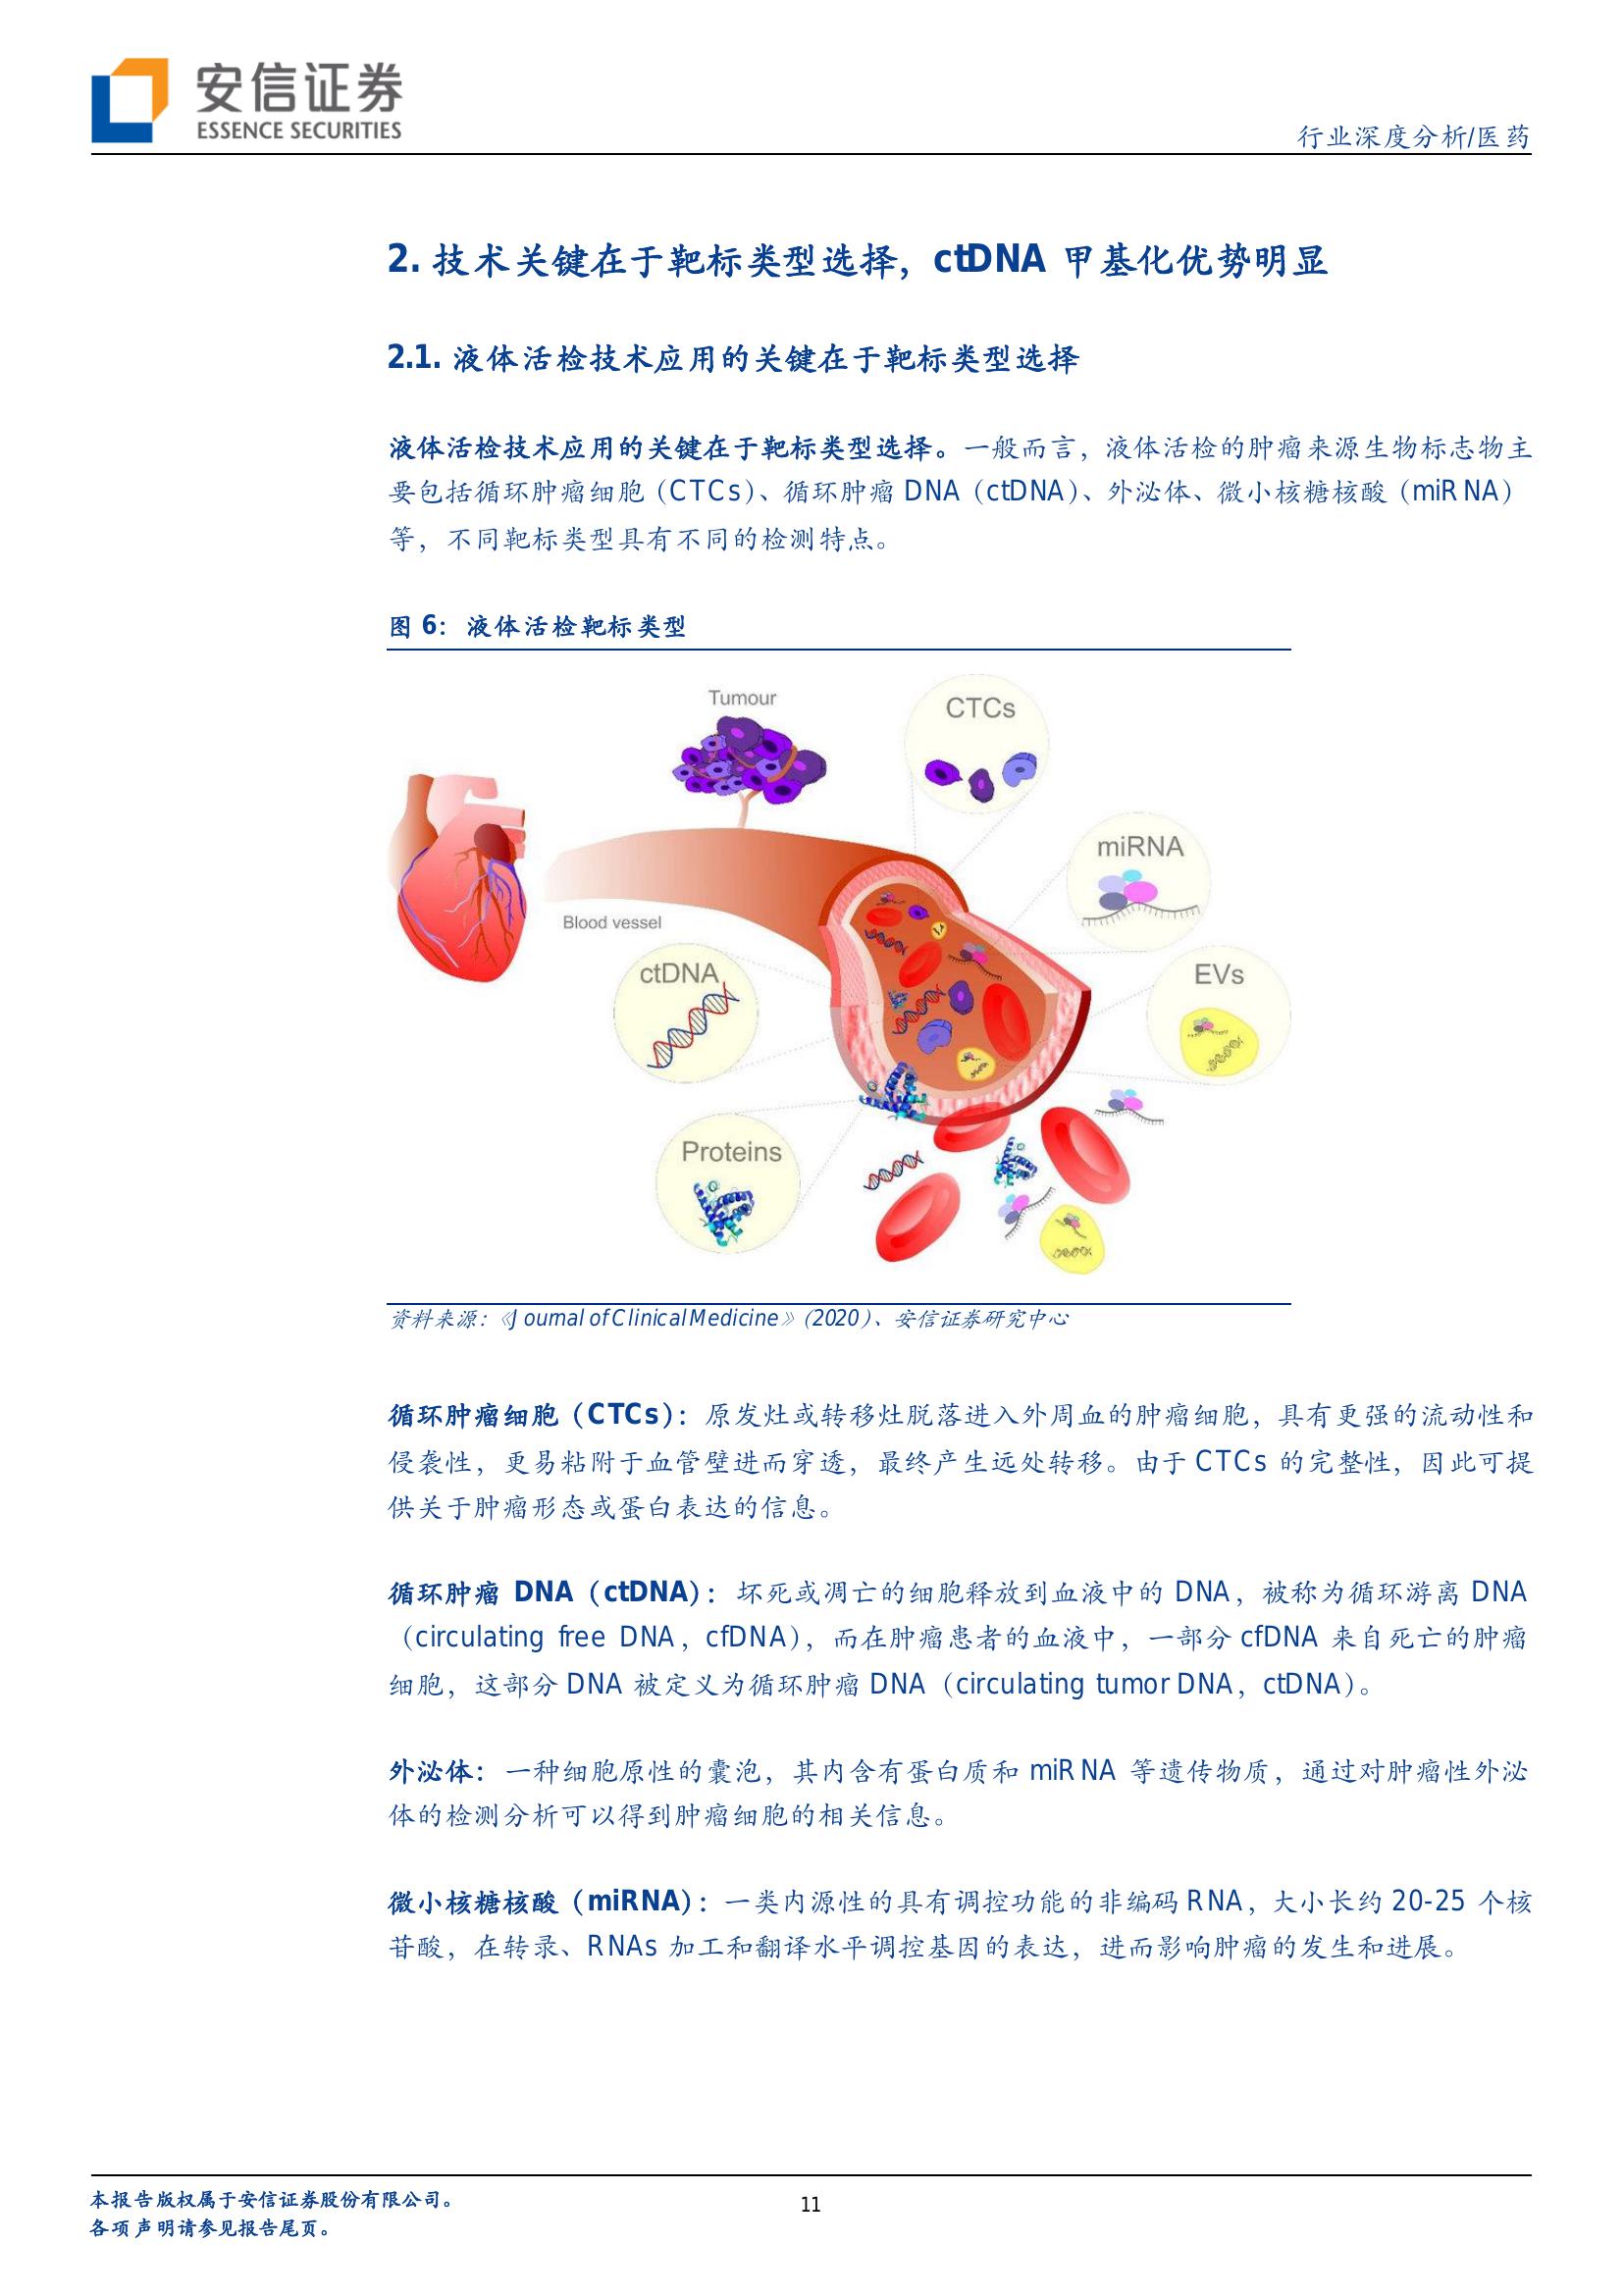 安信证券
ESSENCE SECURITIES
行业深度分析/医药
2. 技术关键在于靶标类型选择，ctDNA 甲基化优势明显
2.1. 液体活检技术应用的关键在于靶标类型选择
液体活检技术应用的关键在于靶标类型选择。一般而言，液体活检的肿瘤来源生物标志物主
要包括循环肿瘤细胞（CTCs）、循环肿瘤 DNA（ctDNA）、外泌体、微小核糖核酸（miRNA）
等，不同靶标类型具有不同的检测特点。
图 6：液体活检靶标类型
Tumour
CTCs
miRNA
Blood vessel
ctDNA
EVs
Proteins
资料来源：《Journal of Clinical Medicine》（2020）、安信证券研究中心
循环肿瘤细胞（CTCs）：原发灶或转移灶脱落进入外周血的肿瘤细胞，具有更强的流动性和
侵袭性，更易粘附于血管壁进而穿透，最终产生远处转移。由于 CTCs 的完整性，因此可提
供关于肿瘤形态或蛋白表达的信息。
循环肿瘤 DNA（ctDNA）：坏死或凋亡的细胞释放到血液中的 DNA，被称为循环游离 DNA
（circulating free DNA，cfDNA），而在肿瘤患者的血液中，一部分 cfDNA 来自死亡的肿瘤
细胞，这部分 DNA 被定义为循环肿瘤 DNA（circulating tumor DNA，ctDNA）。
外泌体：一种细胞原性的囊泡，其内含有蛋白质和 miRNA 等遗传物质，通过对肿瘤性外泌
体的检测分析可以得到肿瘤细胞的相关信息。
微小核糖核酸（miRNA）：一类内源性的具有调控功能的非编码 RNA，大小长约 20-25 个核
苷酸，在转录、RNAs 加工和翻译水平调控基因的表达，进而影响肿瘤的发生和进展。
本报告版权属于安信证券股份有限公司。
各项声明请参见报告尾页。
11